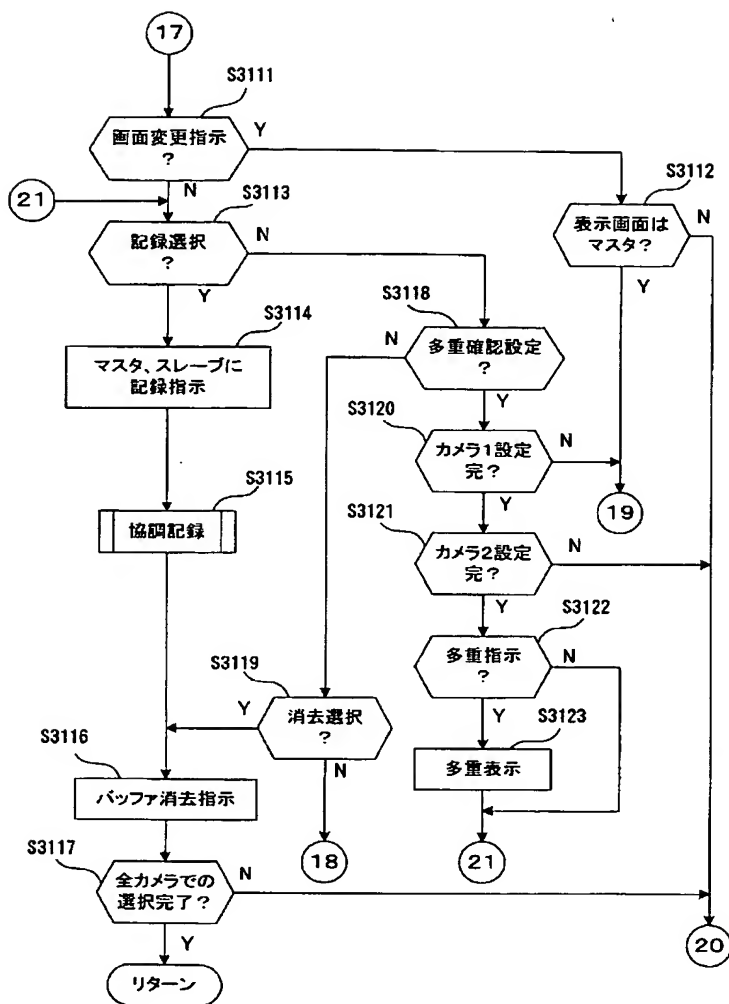 17
S3111
画面変更指示
?
Y
N
21
S3112
表示画面は
マスタ?
N
Y
S3113
記録選択
?
N
Y
S3114
マスタ、スレーブに
記録指示
S3118
多重確認設定
?
N
Y
S3120
カメラ1設定
完?
N
Y
19
S3115
協調記録
S3121
カメラ2設定
完?
N
Y
S3122
多重指示
?
N
Y
S3119
消去選択
?
Y
N
S3123
多重表示
S3116
バッファ消去指示
18
21
S3117
全カメラでの
選択完了?
N
Y
20
リターン